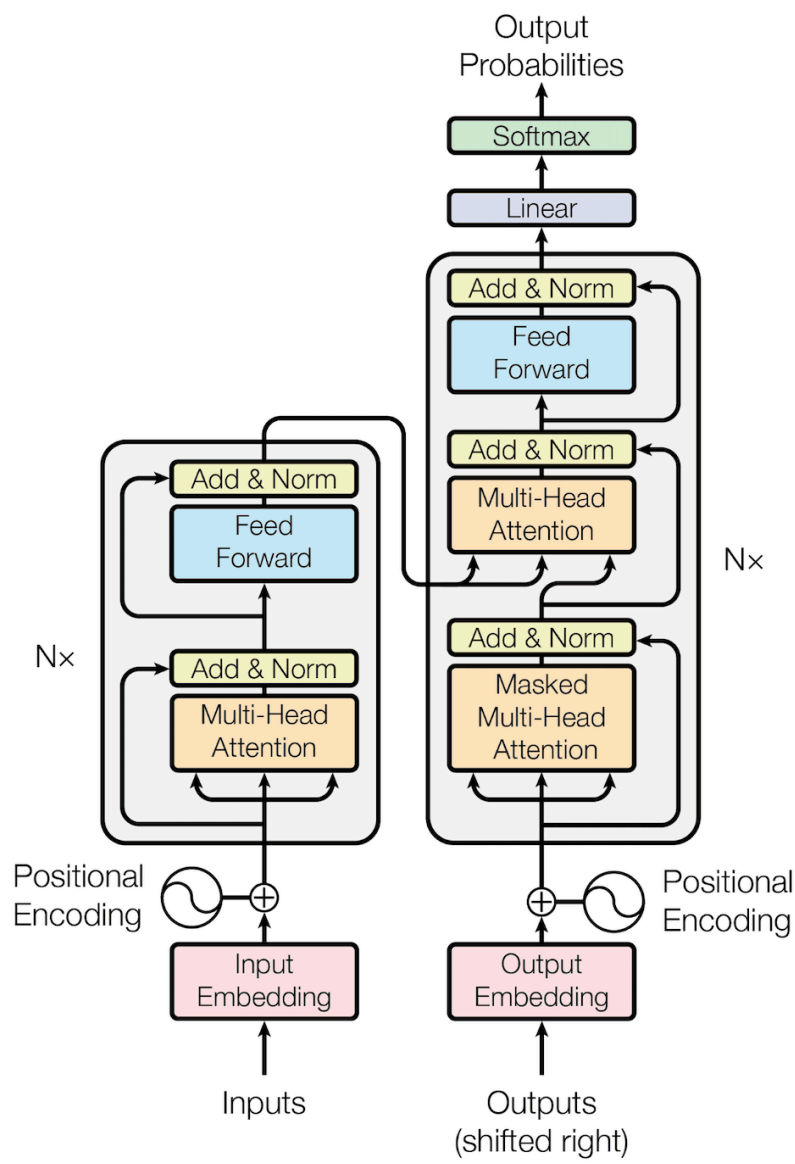 Output
Probabilities
Softmax
Linear
Add & Norm
Feed
Forward
Add & Norm
Multi-Head
Attention
Nx
Add & Norm
Masked
Multi-Head
Attention
Add & Norm
Feed
Forward
Nx
Add & Norm
Multi-Head
Attention
Positional
Encoding
Positional
Encoding
Input
Embedding
Output
Embedding
Inputs
Outputs
(shifted right)